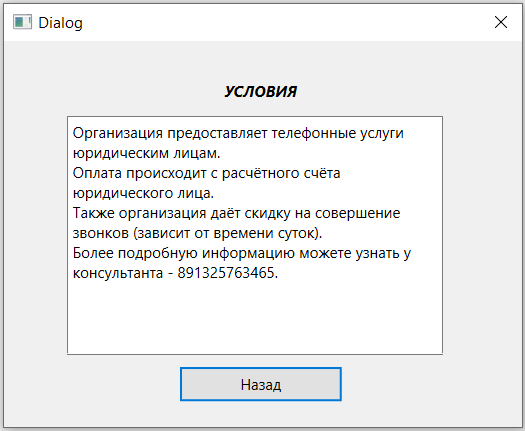 Dialog
УСЛОВИЯ
Организация предоставляет телефонные услуги
юридическим лицам.
Оплата происходит с расчётного счёта
юридического лица.
Также организация даёт скидку на совершение
звонков (зависит от времени суток).
Более подробную информацию можете узнать у
консультанта - 891325763465.
Назад